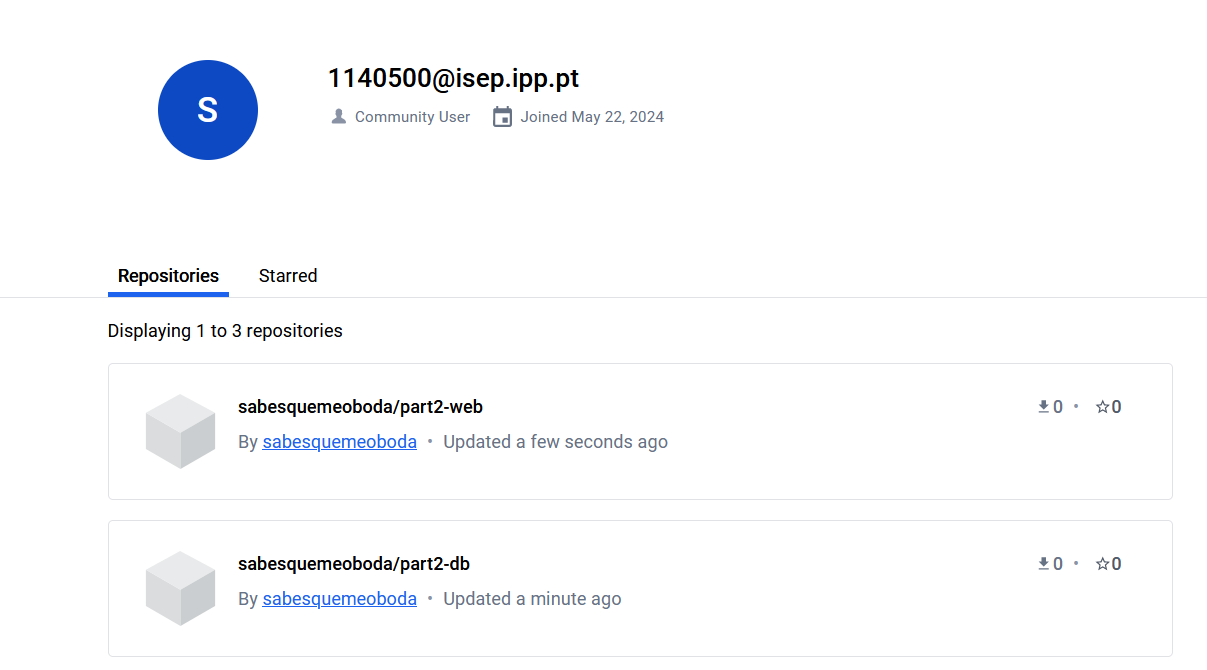 S
1140500@isep.ipp.pt
Community User Joined May 22, 2024
Repositories Starred
Displaying 1 to 3 repositories
sabesquemeoboda/part2-web 0 • 0
By sabesquemeoboda • Updated a few seconds ago
sabesquemeoboda/part2-db 0 • 0
By sabesquemeoboda • Updated a minute ago